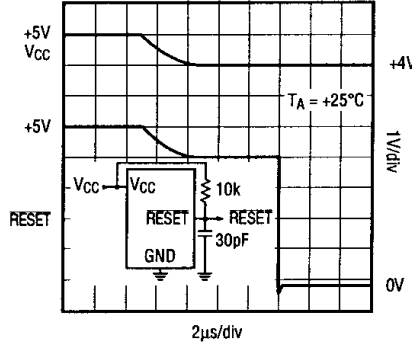 +5V
VCC
+4V
TA = +25°C
+5V
1V/div
VCC
VCC
10k
RESET
RESET
RESET
30pF
GND
0V
2µs/div